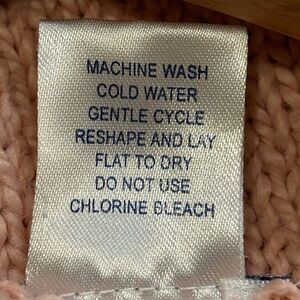 MACHINE WASH
COLD WATER
GENTLE CYCLE
RESHAPE AND LAY
FLAT TO DRY
DO NOT USE
CHLORINE BLEACH